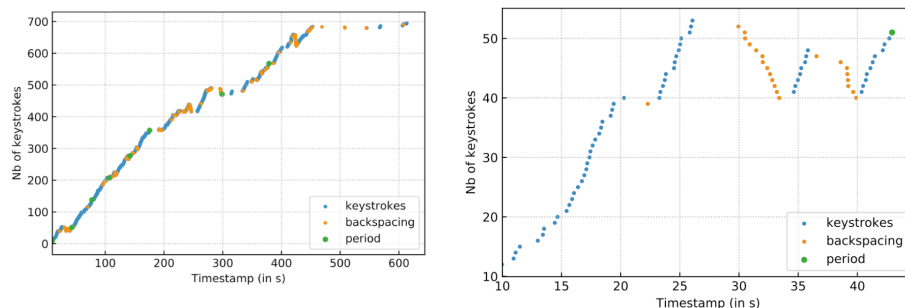 700
600
500
400
300
200
100
0
Nb of keystrokes
100 200 300 400 500 600
Timestamp (in s)
keystrokes
backspacing
period
50
40
30
20
10
Nb of keystrokes
10 15 20 25 30 35 40
Timestamp (in s)
keystrokes
backspacing
period